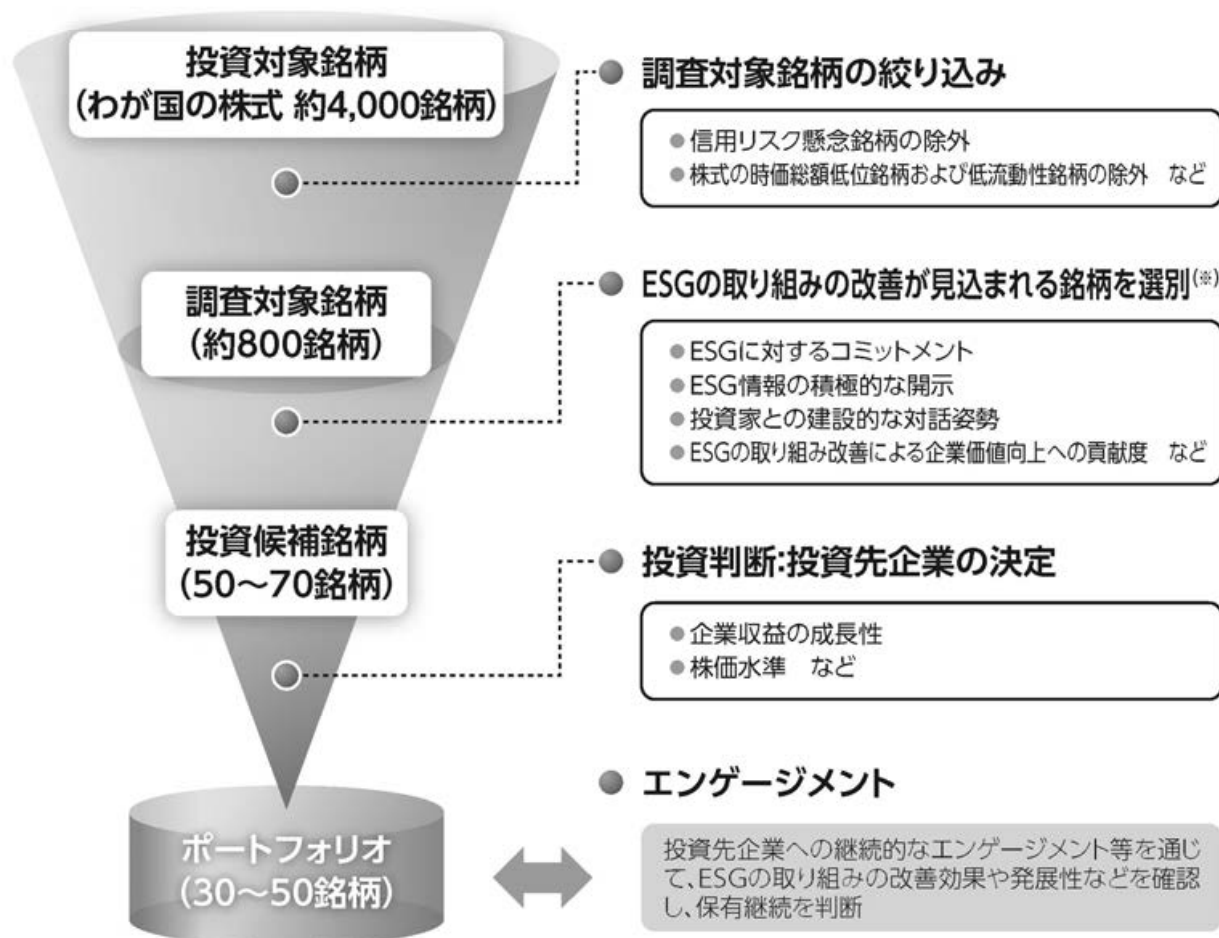 投資対象銘柄
(わが国の株式 約4,000銘柄)
調査対象銘柄の絞り込み
●信用リスク懸念銘柄の除外
●株式の時価総額低位銘柄および低流動性銘柄の除外 など
調査対象銘柄
(約800銘柄)
ESGの取り組みの改善が見込まれる銘柄を選別(※)
●ESGに対するコミットメント
●ESG情報の積極的な開示
●投資家との建設的な対話姿勢
●ESGの取り組み改善による企業価値向上への貢献度 など
投資候補銘柄
(50〜70銘柄)
投資判断:投資先企業の決定
●企業収益の成長性
●株価水準 など
ポートフォリオ
(30〜50銘柄)
エンゲージメント
投資先企業への継続的なエンゲージメント等を通じ
て、ESGの取り組みの改善効果や発展性などを確認
し、保有継続を判断